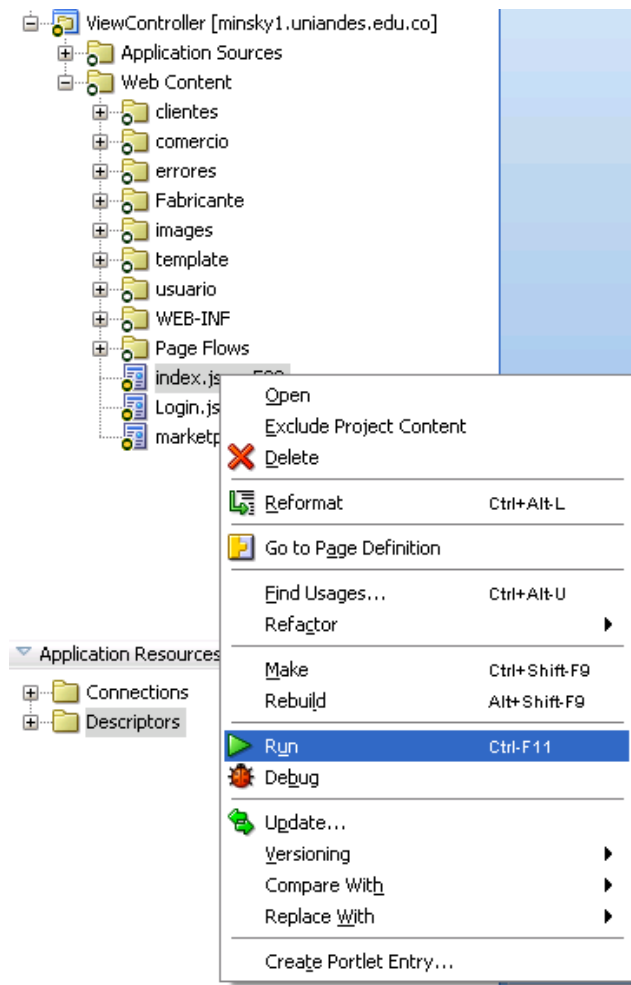 ViewController [minsky1.uniandes.edu.co]
Application Sources
Web Content
clientes
comercio
errores
Fabricante
images
template
usuario
WEB-INF
Page Flows
index.js
Login.js
marketp
Open
Exclude Project Content
Delete
Reformat Ctrl+Alt-L
Go to Page Definition
Find Usages... Ctrl+Alt-U
Refactor
Make Ctrl+Shift-F9
Rebuild Alt+Shift-F9
Run Ctrl-F11
Debug
Update...
Versioning
Compare With
Replace With
Create Portlet Entry...
Application Resources
Connections
Descriptors